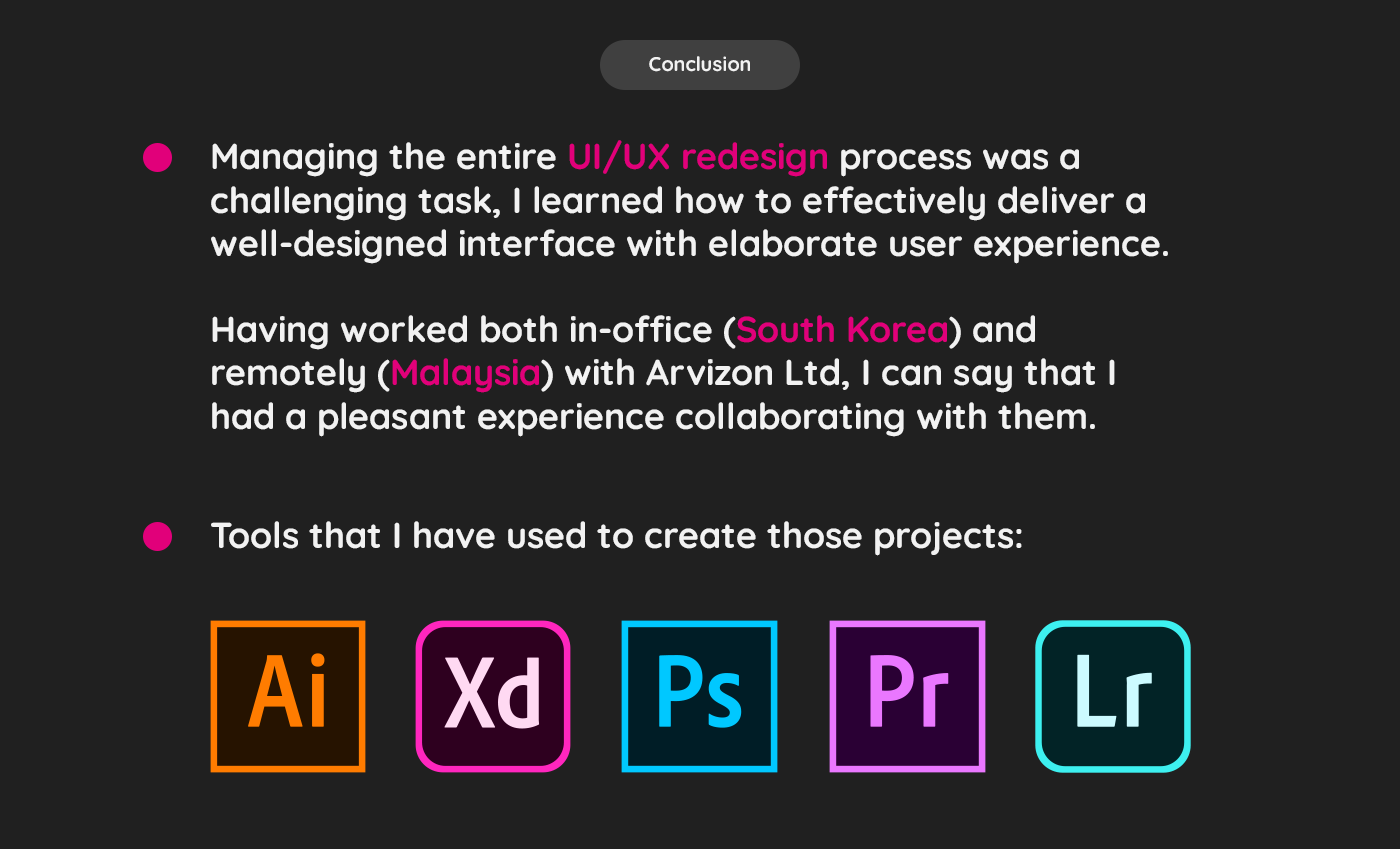 Conclusion
Managing the entire UI/UX redesign process was a
challenging task, I learned how to effectively deliver a
well-designed interface with elaborate user experience.
Having worked both in-office (South Korea) and
remotely (Malaysia) with Arvizon Ltd, I can say that I
had a pleasant experience collaborating with them.
Tools that I have used to create those projects:
Ai Xd Ps Pr Lr